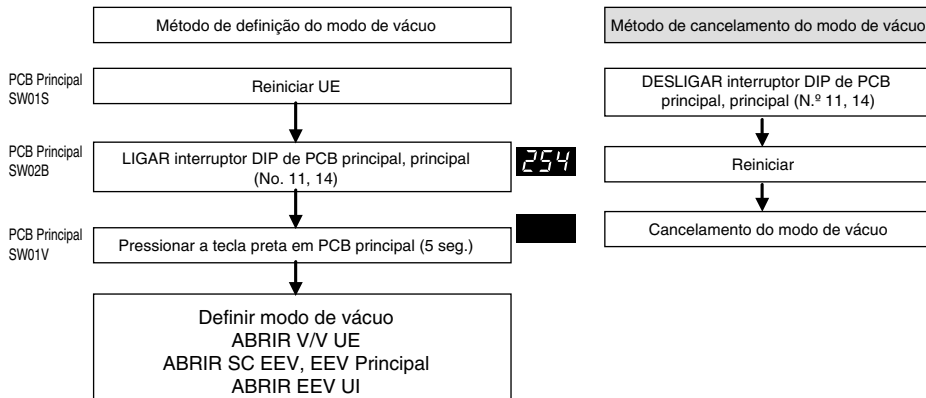 Método de definição do modo de vácuo
PCB Principal
SW01S
Reiniciar UE
PCB Principal
SW02B
LIGAR interruptor DIP de PCB principal, principal
(No. 11, 14)
254
PCB Principal
SW01V
Pressionar a tecla preta em PCB principal (5 seg.)
Definir modo de vácuo
ABRIR V/V UE
ABRIR SC EEV, EEV Principal
ABRIR EEV UI
Método de cancelamento do modo de vácuo
DESLIGAR interruptor DIP de PCB
principal, principal (N.º 11, 14)
Reiniciar
Cancelamento do modo de vácuo